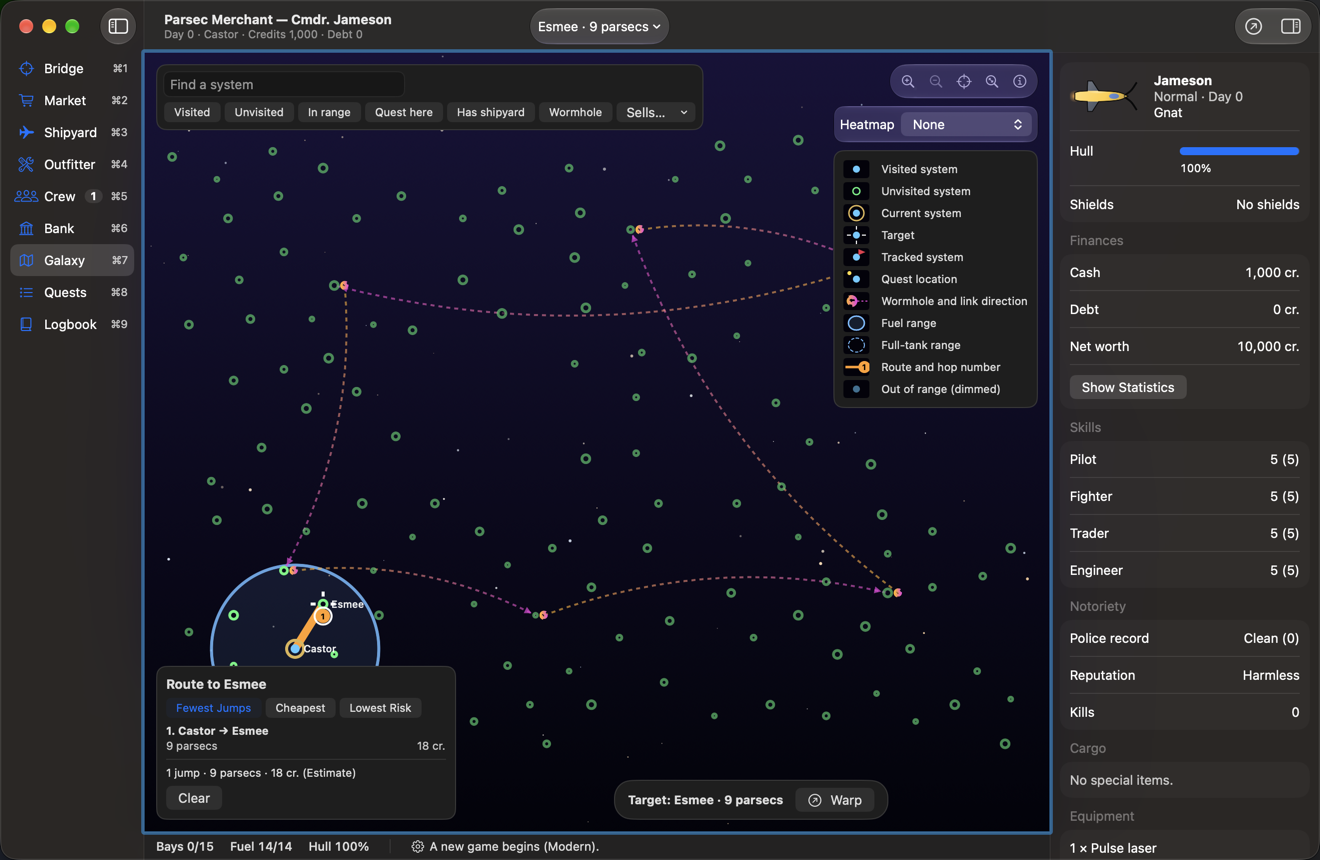 Parsec Merchant — Cmdr. Jameson
Day 0 · Castor · Credits 1,000 · Debt 0
Esmee · 9 parsecs
Bridge ⌘1
Market ⌘2
Shipyard ⌘3
Outfitter ⌘4
Crew 1 ⌘5
Bank ⌘6
Galaxy ⌘7
Quests ⌘8
Logbook ⌘9
Find a system
Visited Unvisited In range Quest here Has shipyard Wormhole Sells...
Heatmap None
Visited system
Unvisited system
Current system
Target
Tracked system
Quest location
Wormhole and link direction
Fuel range
Full-tank range
1 Route and hop number
Out of range (dimmed)
Esmee
1
Castor
Route to Esmee
Fewest Jumps Cheapest Lowest Risk
1. Castor → Esmee
9 parsecs 18 cr.
1 jump · 9 parsecs · 18 cr. (Estimate)
Clear
Target: Esmee · 9 parsecs Warp
Bays 0/15 Fuel 14/14 Hull 100% A new game begins (Modern).
Jameson
Normal · Day 0
Gnat
Hull
100%
Shields No shields
Finances
Cash 1,000 cr.
Debt 0 cr.
Net worth 10,000 cr.
Show Statistics
Skills
Pilot 5 (5)
Fighter 5 (5)
Trader 5 (5)
Engineer 5 (5)
Notoriety
Police record Clean (0)
Reputation Harmless
Kills 0
Cargo
No special items.
Equipment
1 × Pulse laser